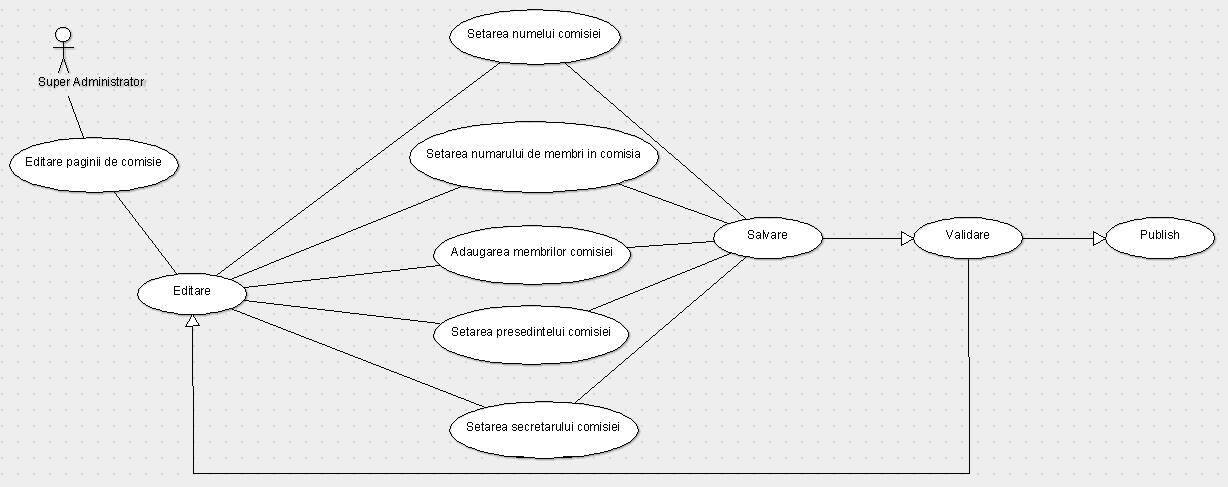 Setarea numelui comisiei
Super Administrator
Editare paginii de comisie
Setarea numarului de membri in comisia
Salvare
Validare
Publish
Adaugarea membrilor comisiei
Editare
Setarea presedintelui comisiei
Setarea secretarului comisiei